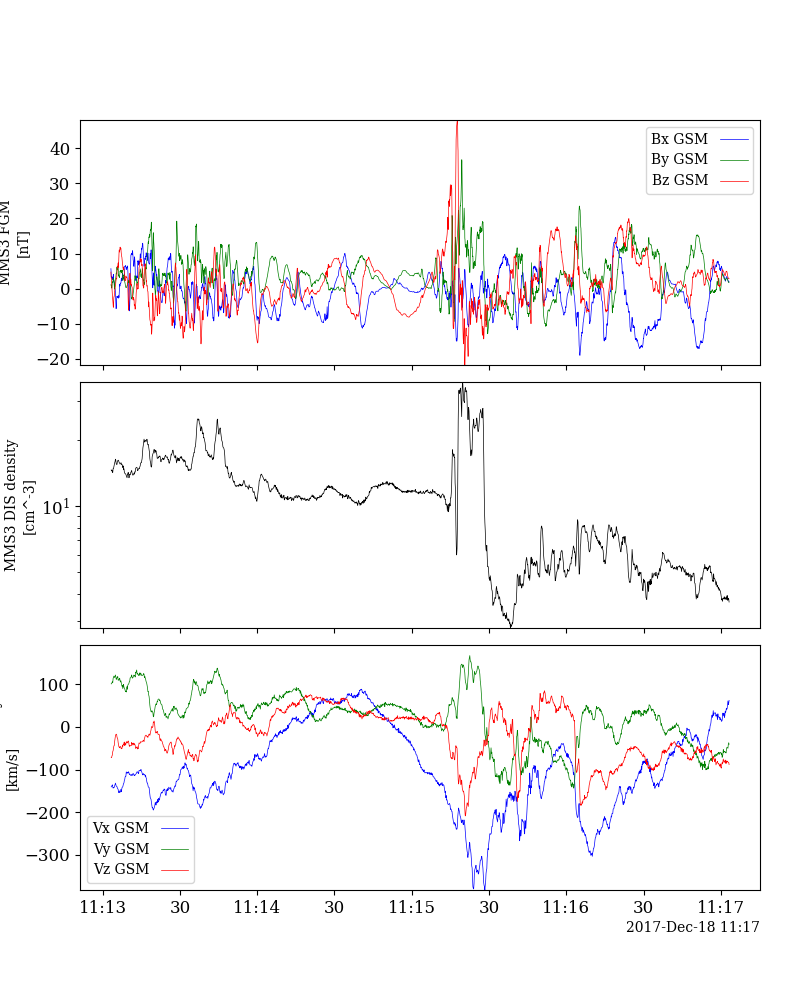 MMS3 FGM
[nT]
40
30
20
10
0
−10
−20
Bx GSM
By GSM
Bz GSM
MMS3 DIS density
[cm^-3]
10^1
[km/s]
100
0
−100
−200
−300
Vx GSM
Vy GSM
Vz GSM
11:13 30 11:14 30 11:15 30 11:16 30 11:17
2017-Dec-18 11:17